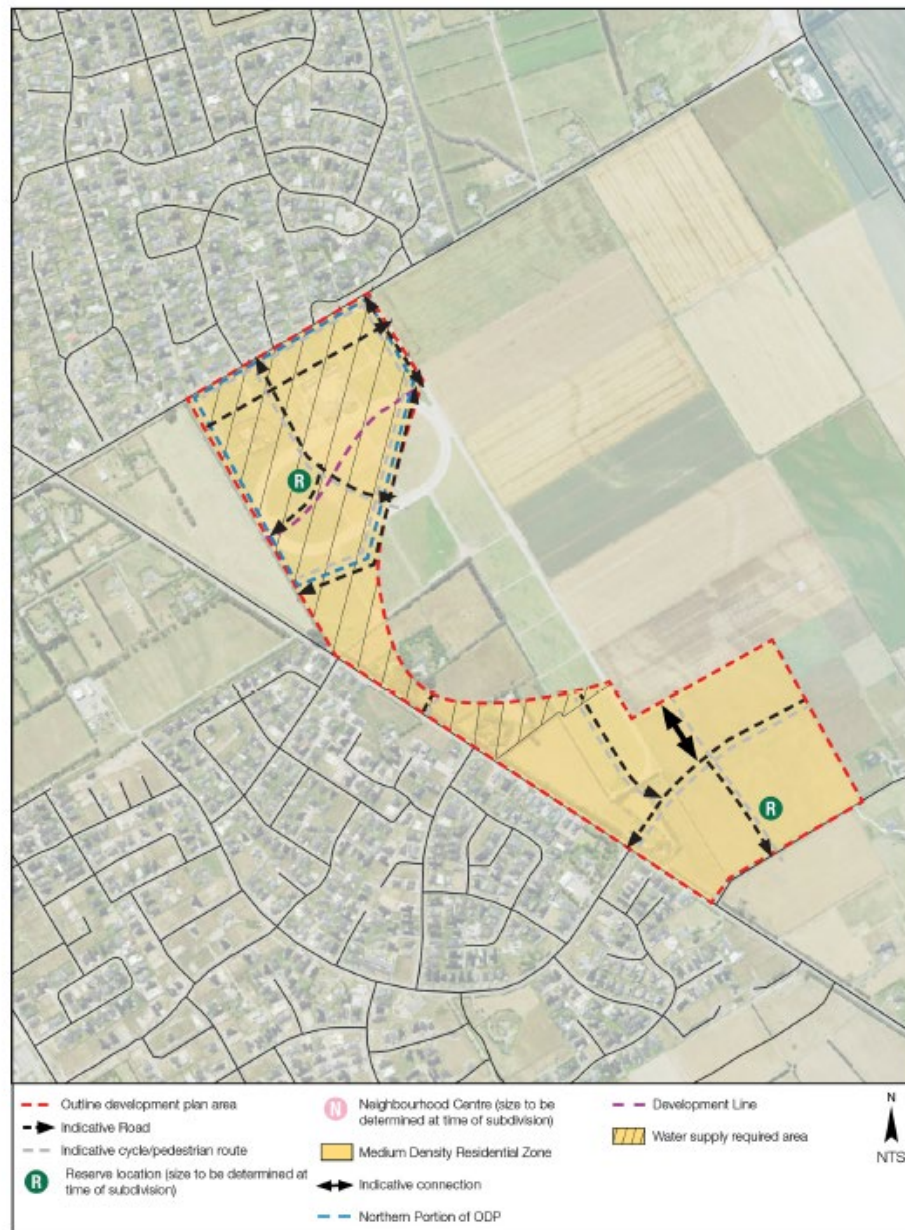 R
R
Outline development plan area
Indicative Road
Indicative cycle/pedestrian route
R Reserve location (size to be determined at
time of subdivision)
N Neighbourhood Centre (size to be
determined at time of subdivision)
Medium Density Residential Zone
Indicative connection
Northern Portion of ODP
Development Line
Water supply required area
N
NTS